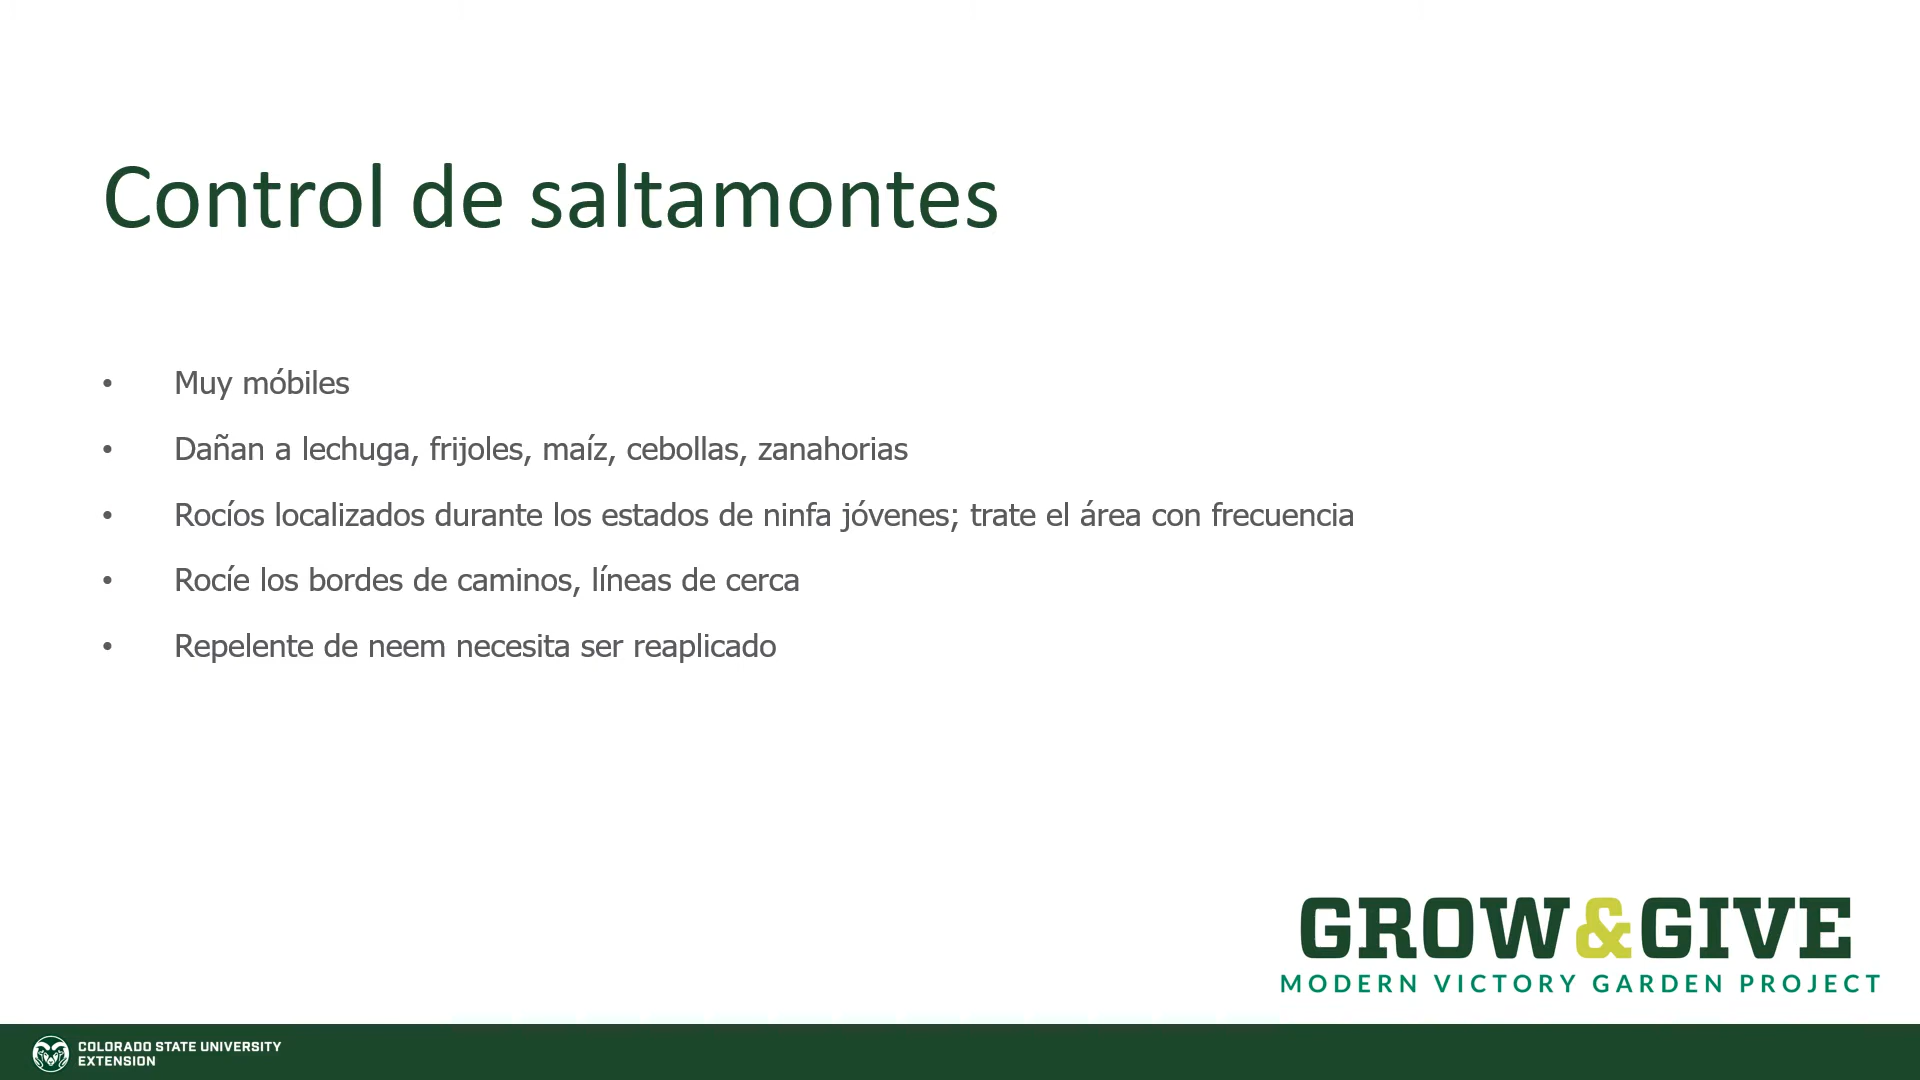 Control de saltamontes
• Muy móbiles
• Dañan a lechuga, frijoles, maíz, cebollas, zanahorias
• Rocíos localizados durante los estados de ninfa jóvenes; trate el área con frecuencia
• Rocíe los bordes de caminos, líneas de cerca
• Repelente de neem necesita ser reaplicado
GROW&GIVE
MODERN VICTORY GARDEN PROJECT
COLORADO STATE UNIVERSITY
EXTENSION